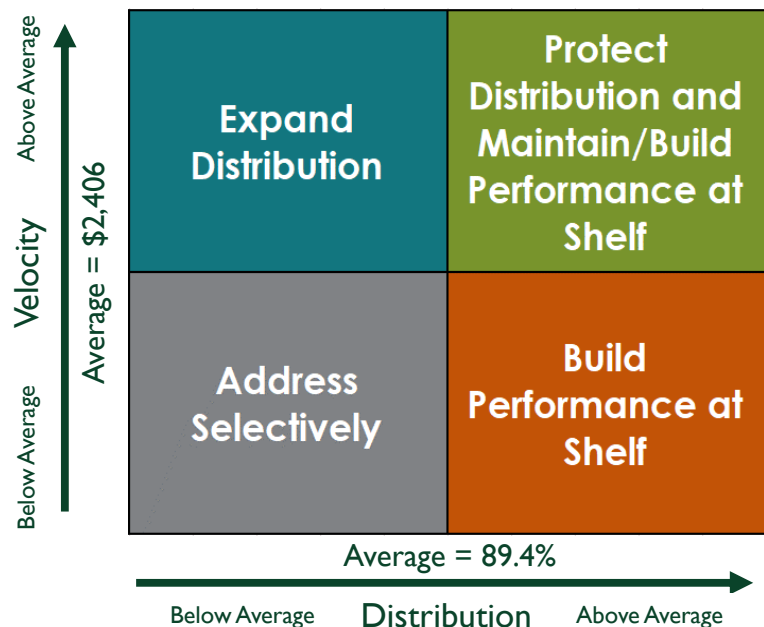 Above Average
Velocity
Below Average
Average = $2,406
Expand
Distribution
Protect
Distribution and
Maintain/Build
Performance at
Shelf
Address
Selectively
Build
Performance at
Shelf
Average = 89.4%
Below Average
Distribution
Above Average